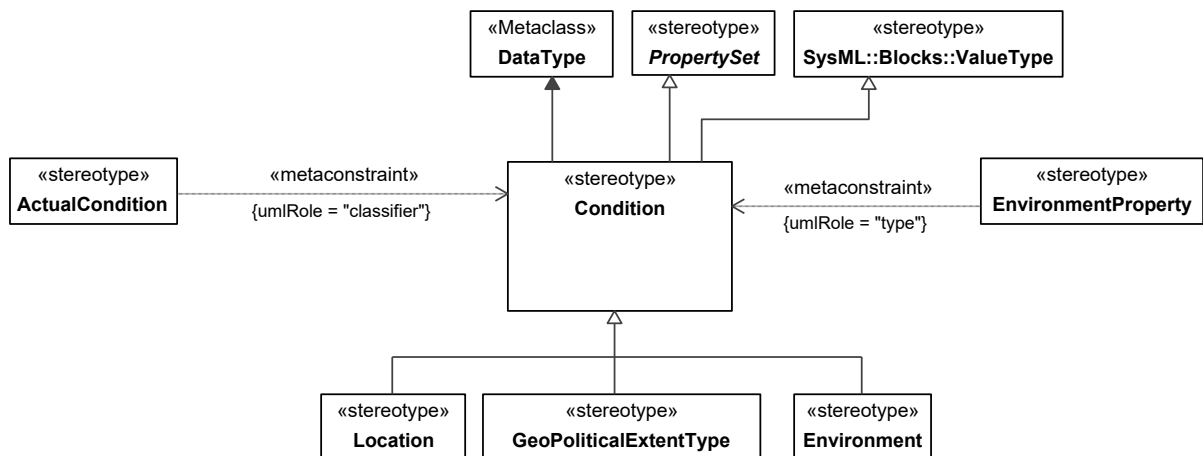 «Metaclass»
DataType
«stereotype»
PropertySet
«stereotype»
SysML::Blocks::ValueType
«stereotype»
ActualCondition
«metaconstraint»
{umlRole = "classifier"}
«stereotype»
Condition
«metaconstraint»
{umlRole = "type"}
«stereotype»
EnvironmentProperty
«stereotype»
Location
«stereotype»
GeoPoliticalExtentType
«stereotype»
Environment